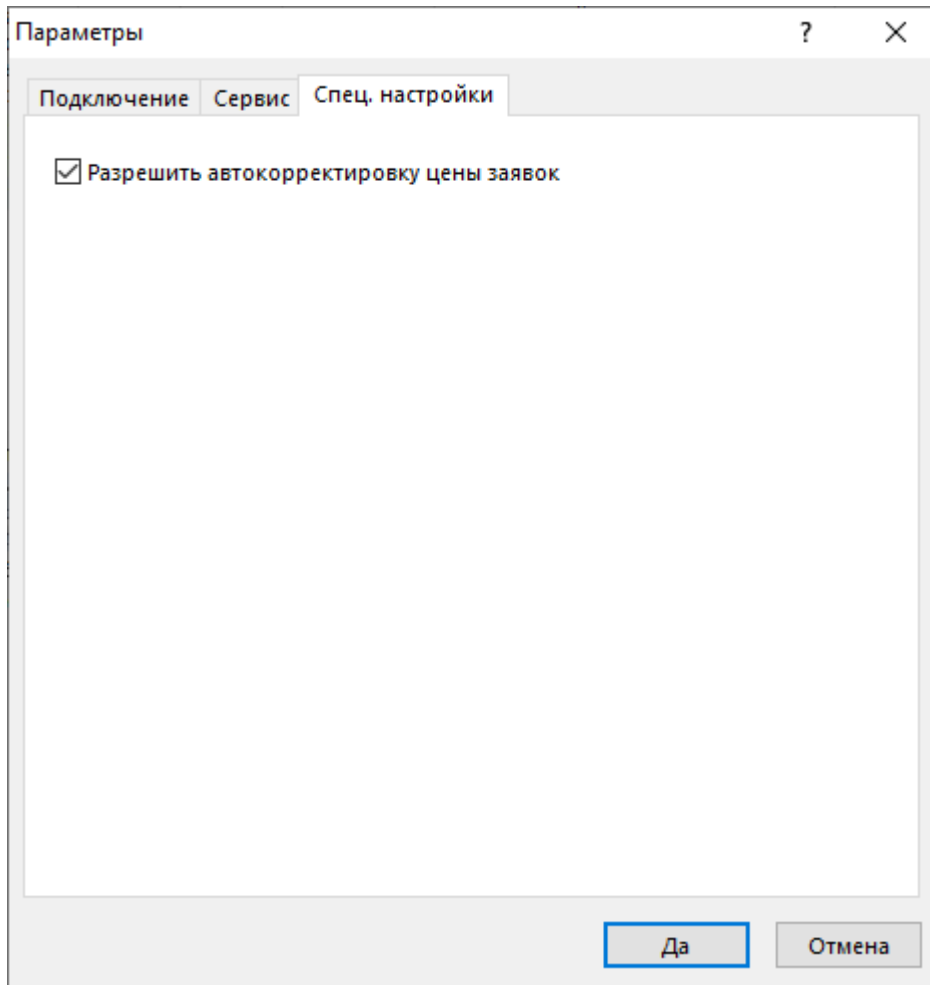 Параметры ?
Подключение Сервис Спец. настройки
Разрешить автокорректировку цены заявок
Да Отмена